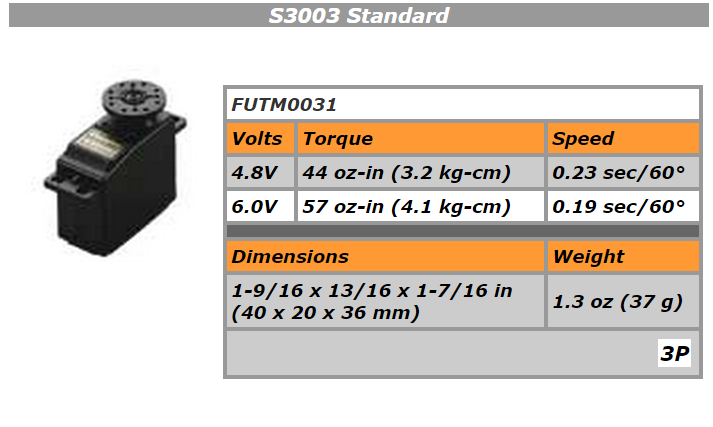 S3003 Standard
FUTM0031
Volts Torque Speed
4.8V 44 oz-in (3.2 kg-cm) 0.23 sec/60°
6.0V 57 oz-in (4.1 kg-cm) 0.19 sec/60°
Dimensions Weight
1-9/16 x 13/16 x 1-7/16 in
(40 x 20 x 36 mm) 1.3 oz (37 g)
3P